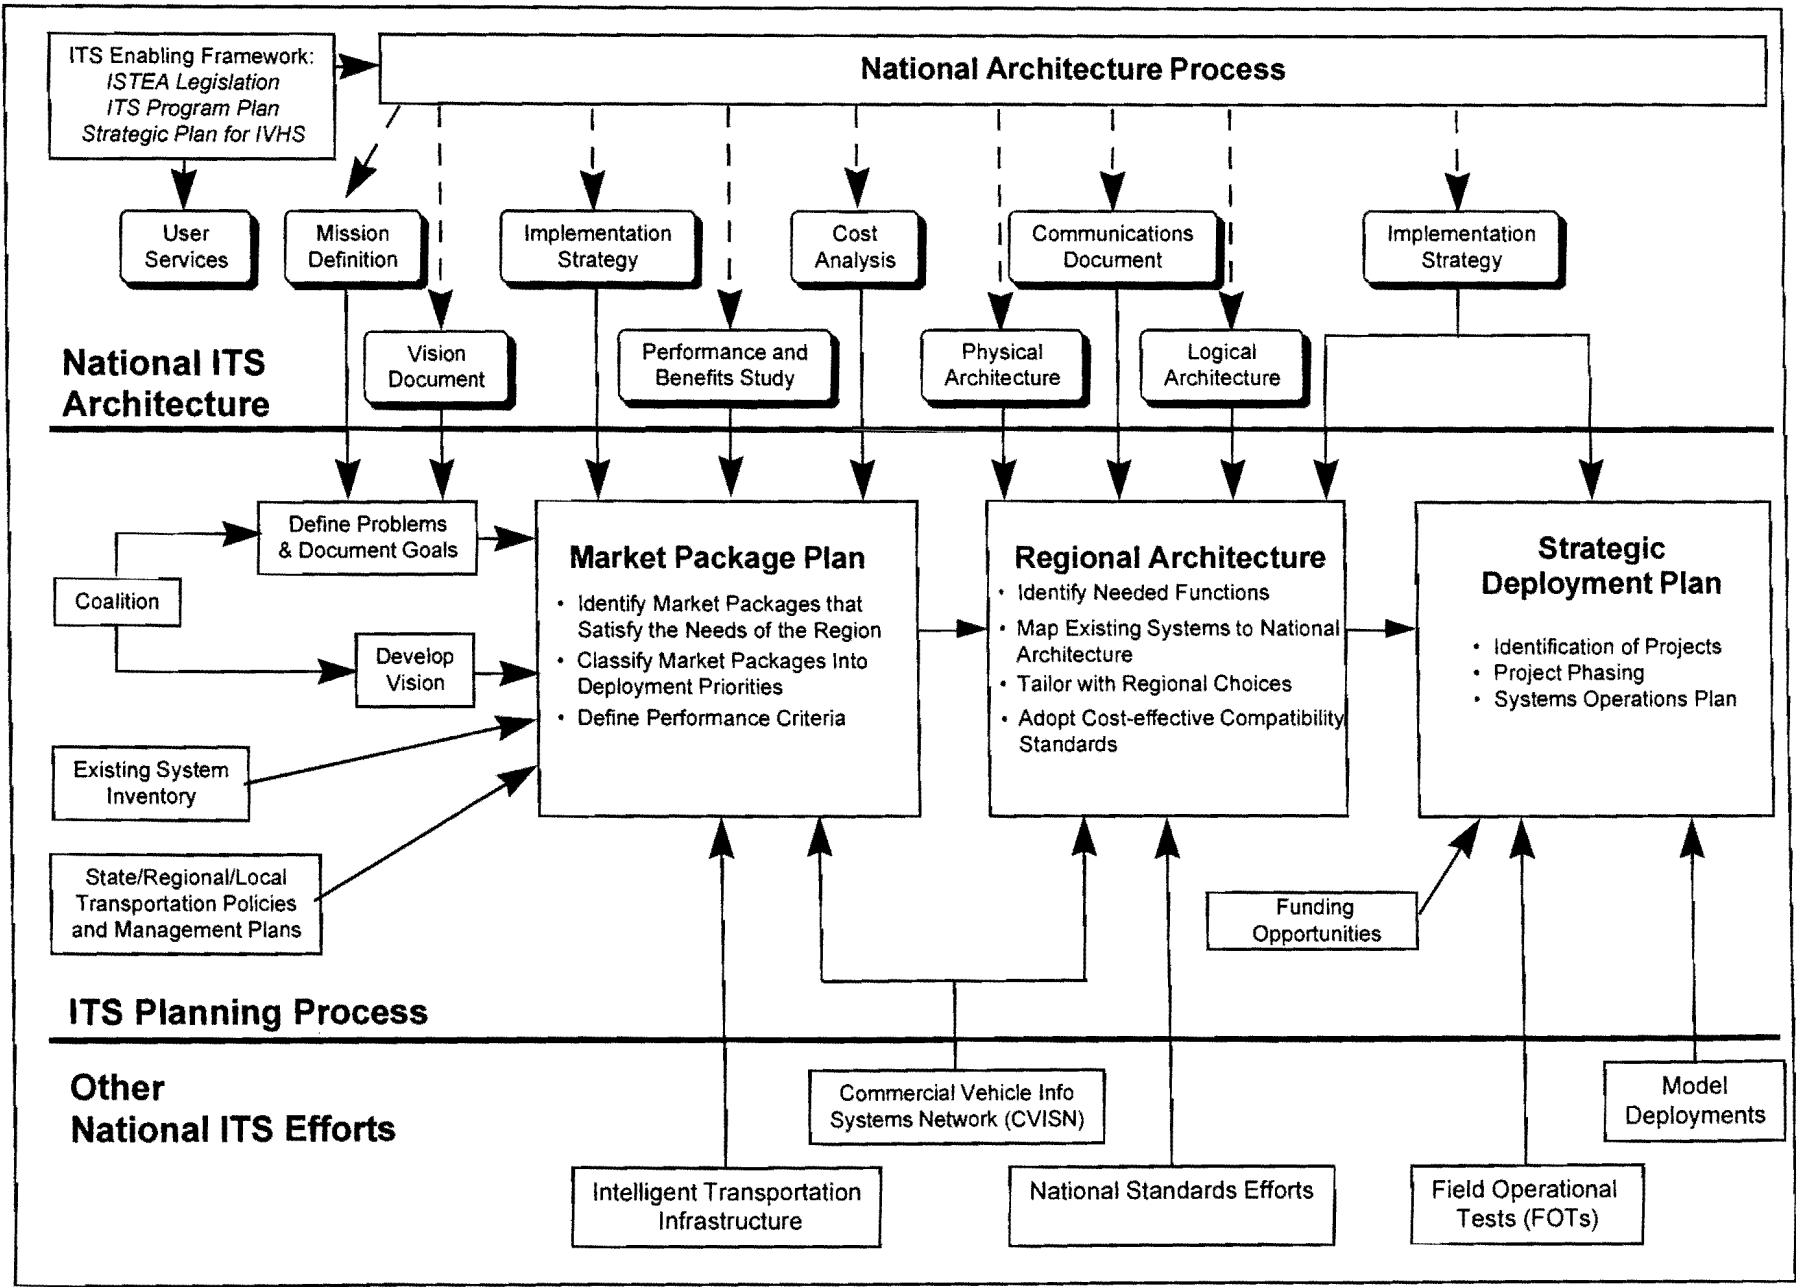 ITS Enabling Framework:
ISTEA Legislation
ITS Program Plan
Strategic Plan for IVHS
National Architecture Process
User
Services
Mission
Definition
Implementation
Strategy
Cost
Analysis
Communications
Document
Implementation
Strategy
Vision
Document
Performance and
Benefits Study
Physical
Architecture
Logical
Architecture
National ITS
Architecture
Define Problems
& Document Goals
Coalition
Develop
Vision
Existing System
Inventory
State/Regional/Local
Transportation Policies
and Management Plans
Market Package Plan
• Identify Market Packages that
Satisfy the Needs of the Region
• Classify Market Packages Into
Deployment Priorities
• Define Performance Criteria
Regional Architecture
• Identify Needed Functions
• Map Existing Systems to National
Architecture
• Tailor with Regional Choices
• Adopt Cost-effective Compatibility
Standards
Strategic
Deployment Plan
• Identification of Projects
• Project Phasing
• Systems Operations Plan
Funding
Opportunities
ITS Planning Process
Other
National ITS Efforts
Commercial Vehicle Info
Systems Network (CVISN)
Model
Deployments
Intelligent Transportation
Infrastructure
National Standards Efforts
Field Operational
Tests (FOTs)